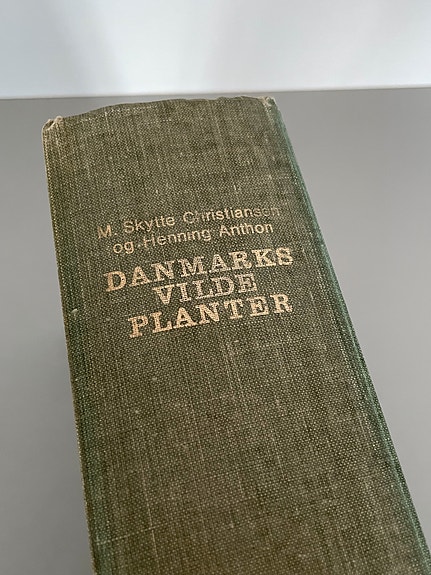 M. Skytte Christiansen
og Henning Anthon
DANMARKS
VILDE
PLANTER